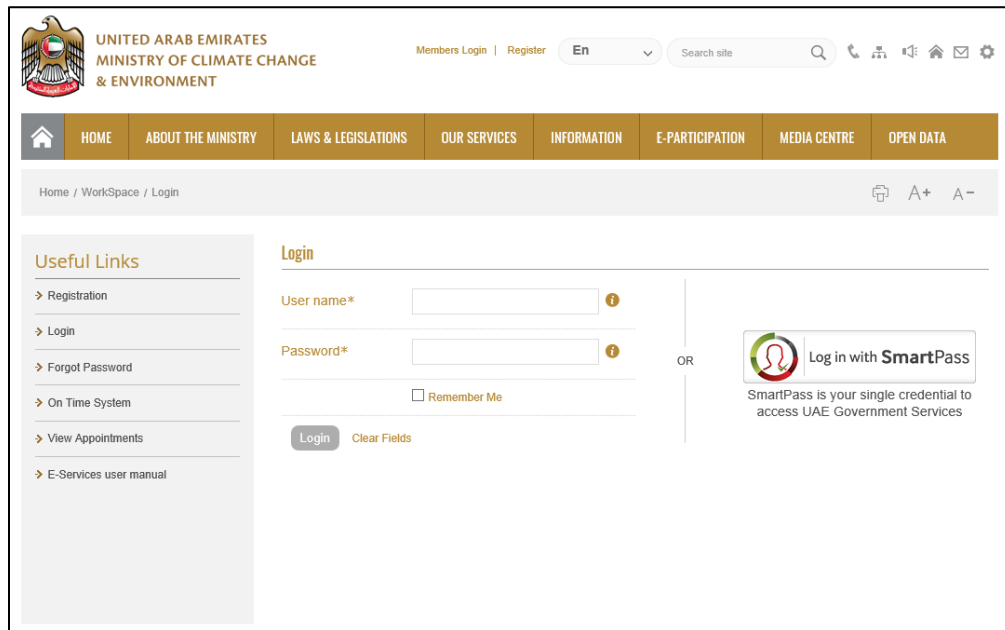 UNITED ARAB EMIRATES
MINISTRY OF CLIMATE CHANGE
& ENVIRONMENT
Members Login | Register
En
Search site
HOME
ABOUT THE MINISTRY
LAWS & LEGISLATIONS
OUR SERVICES
INFORMATION
E-PARTICIPATION
MEDIA CENTRE
OPEN DATA
Home / WorkSpace / Login
A+
A-
Useful Links
Registration
Login
Forgot Password
On Time System
View Appointments
E-Services user manual
Login
User name*
Password*
Remember Me
Login
Clear Fields
OR
Log in with SmartPass
SmartPass is your single credential to
access UAE Government Services